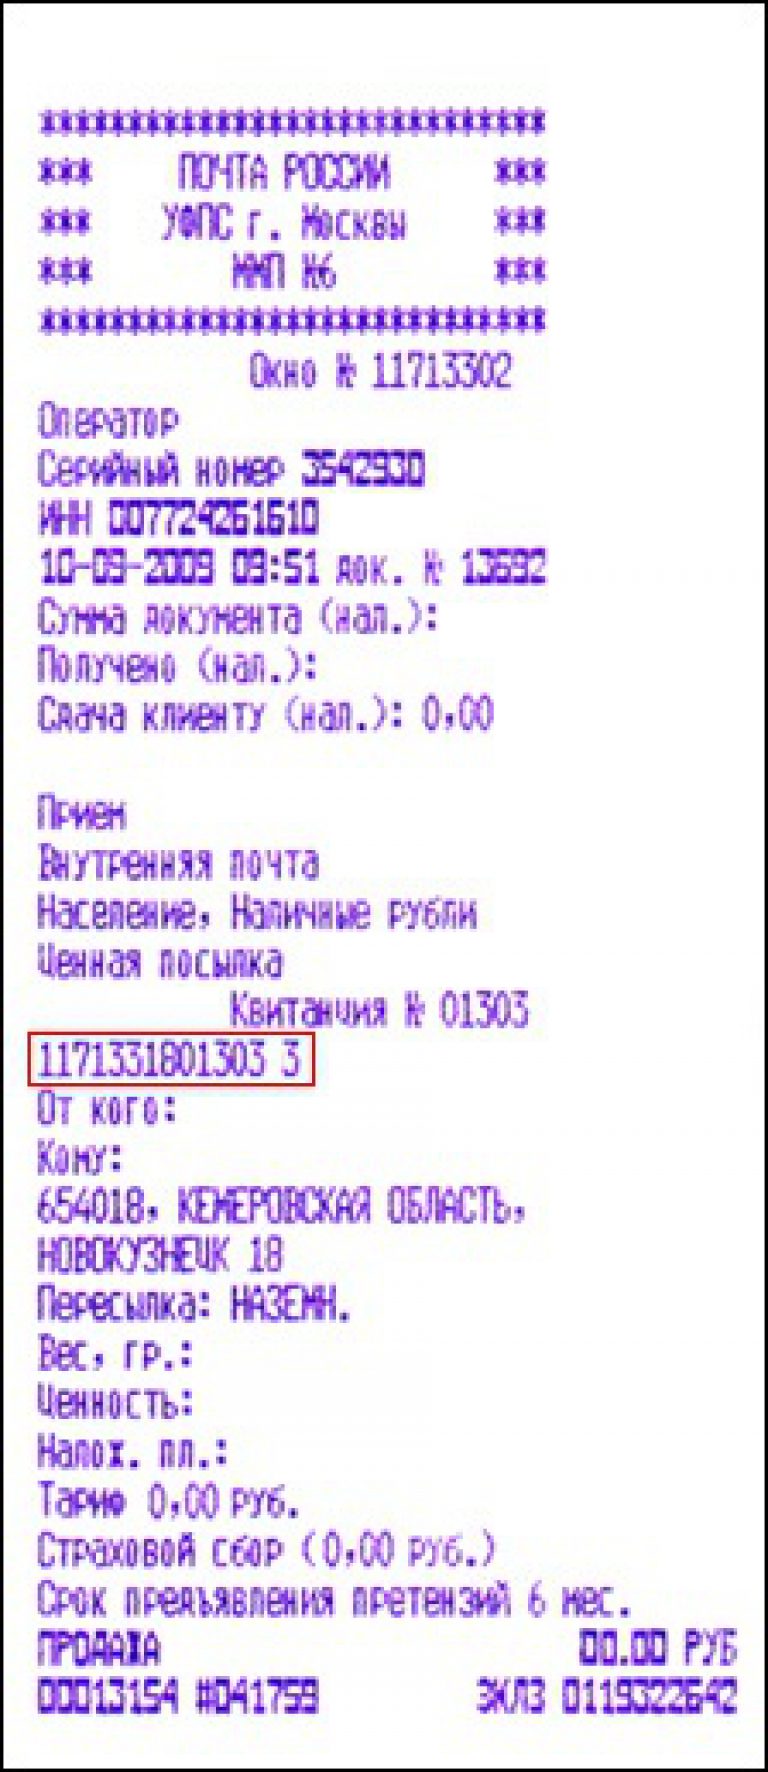 *****************************
*** ПОЧТА РОССИИ ***
*** УФПС г. Москвы ***
*** ММП №6 ***
*****************************
Окно № 11713302
Оператор
Серийный номер 3542930
ИНН 007724261610
10-09-2009 09:51 док. № 13692
Сумма документа (нал.):
Получено (нал.):
Сдача клиенту (нал.): 0,00
Прием
Внутренняя почта
Население, Наличные рубли
Ценная посылка
Квитанция № 01303
1171331801303 3
От кого:
Кому:
654018, КЕМЕРОВСКАЯ ОБЛАСТЬ,
НОВОКУЗНЕЦК 18
Пересылка: НАЗЕМН.
Вес, гр.:
Ценность:
Налож. пл.:
Тариф 0,00 руб.
Страховой сбор (0,00 руб.)
Срок предъявления претензий 6 мес.
ПРОДАЖА 00.00 РУБ
00013154 #041759 ЭКЛЗ 0119322642